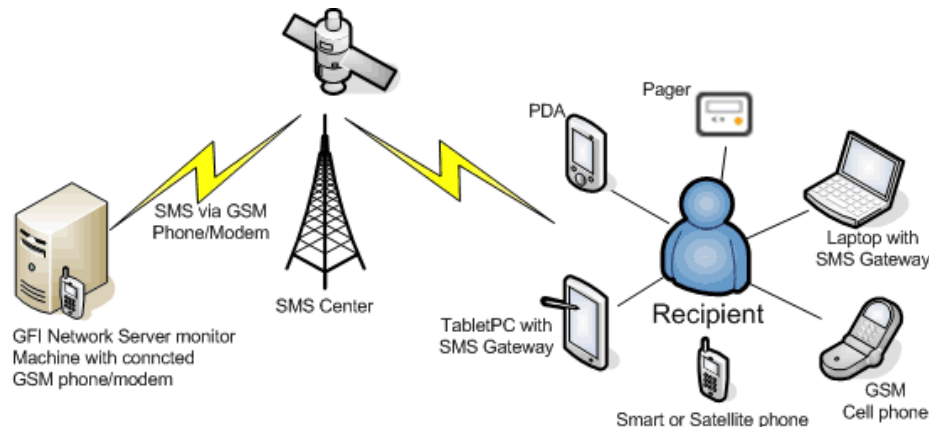 SMS via GSM
Phone/Modem
SMS Center
GFI Network Server monitor
Machine with conncted
GSM phone/modem
PDA
Pager
Laptop with
SMS Gateway
TabletPC with
SMS Gateway
Recipient
GSM
Cell phone
Smart or Satellite phone